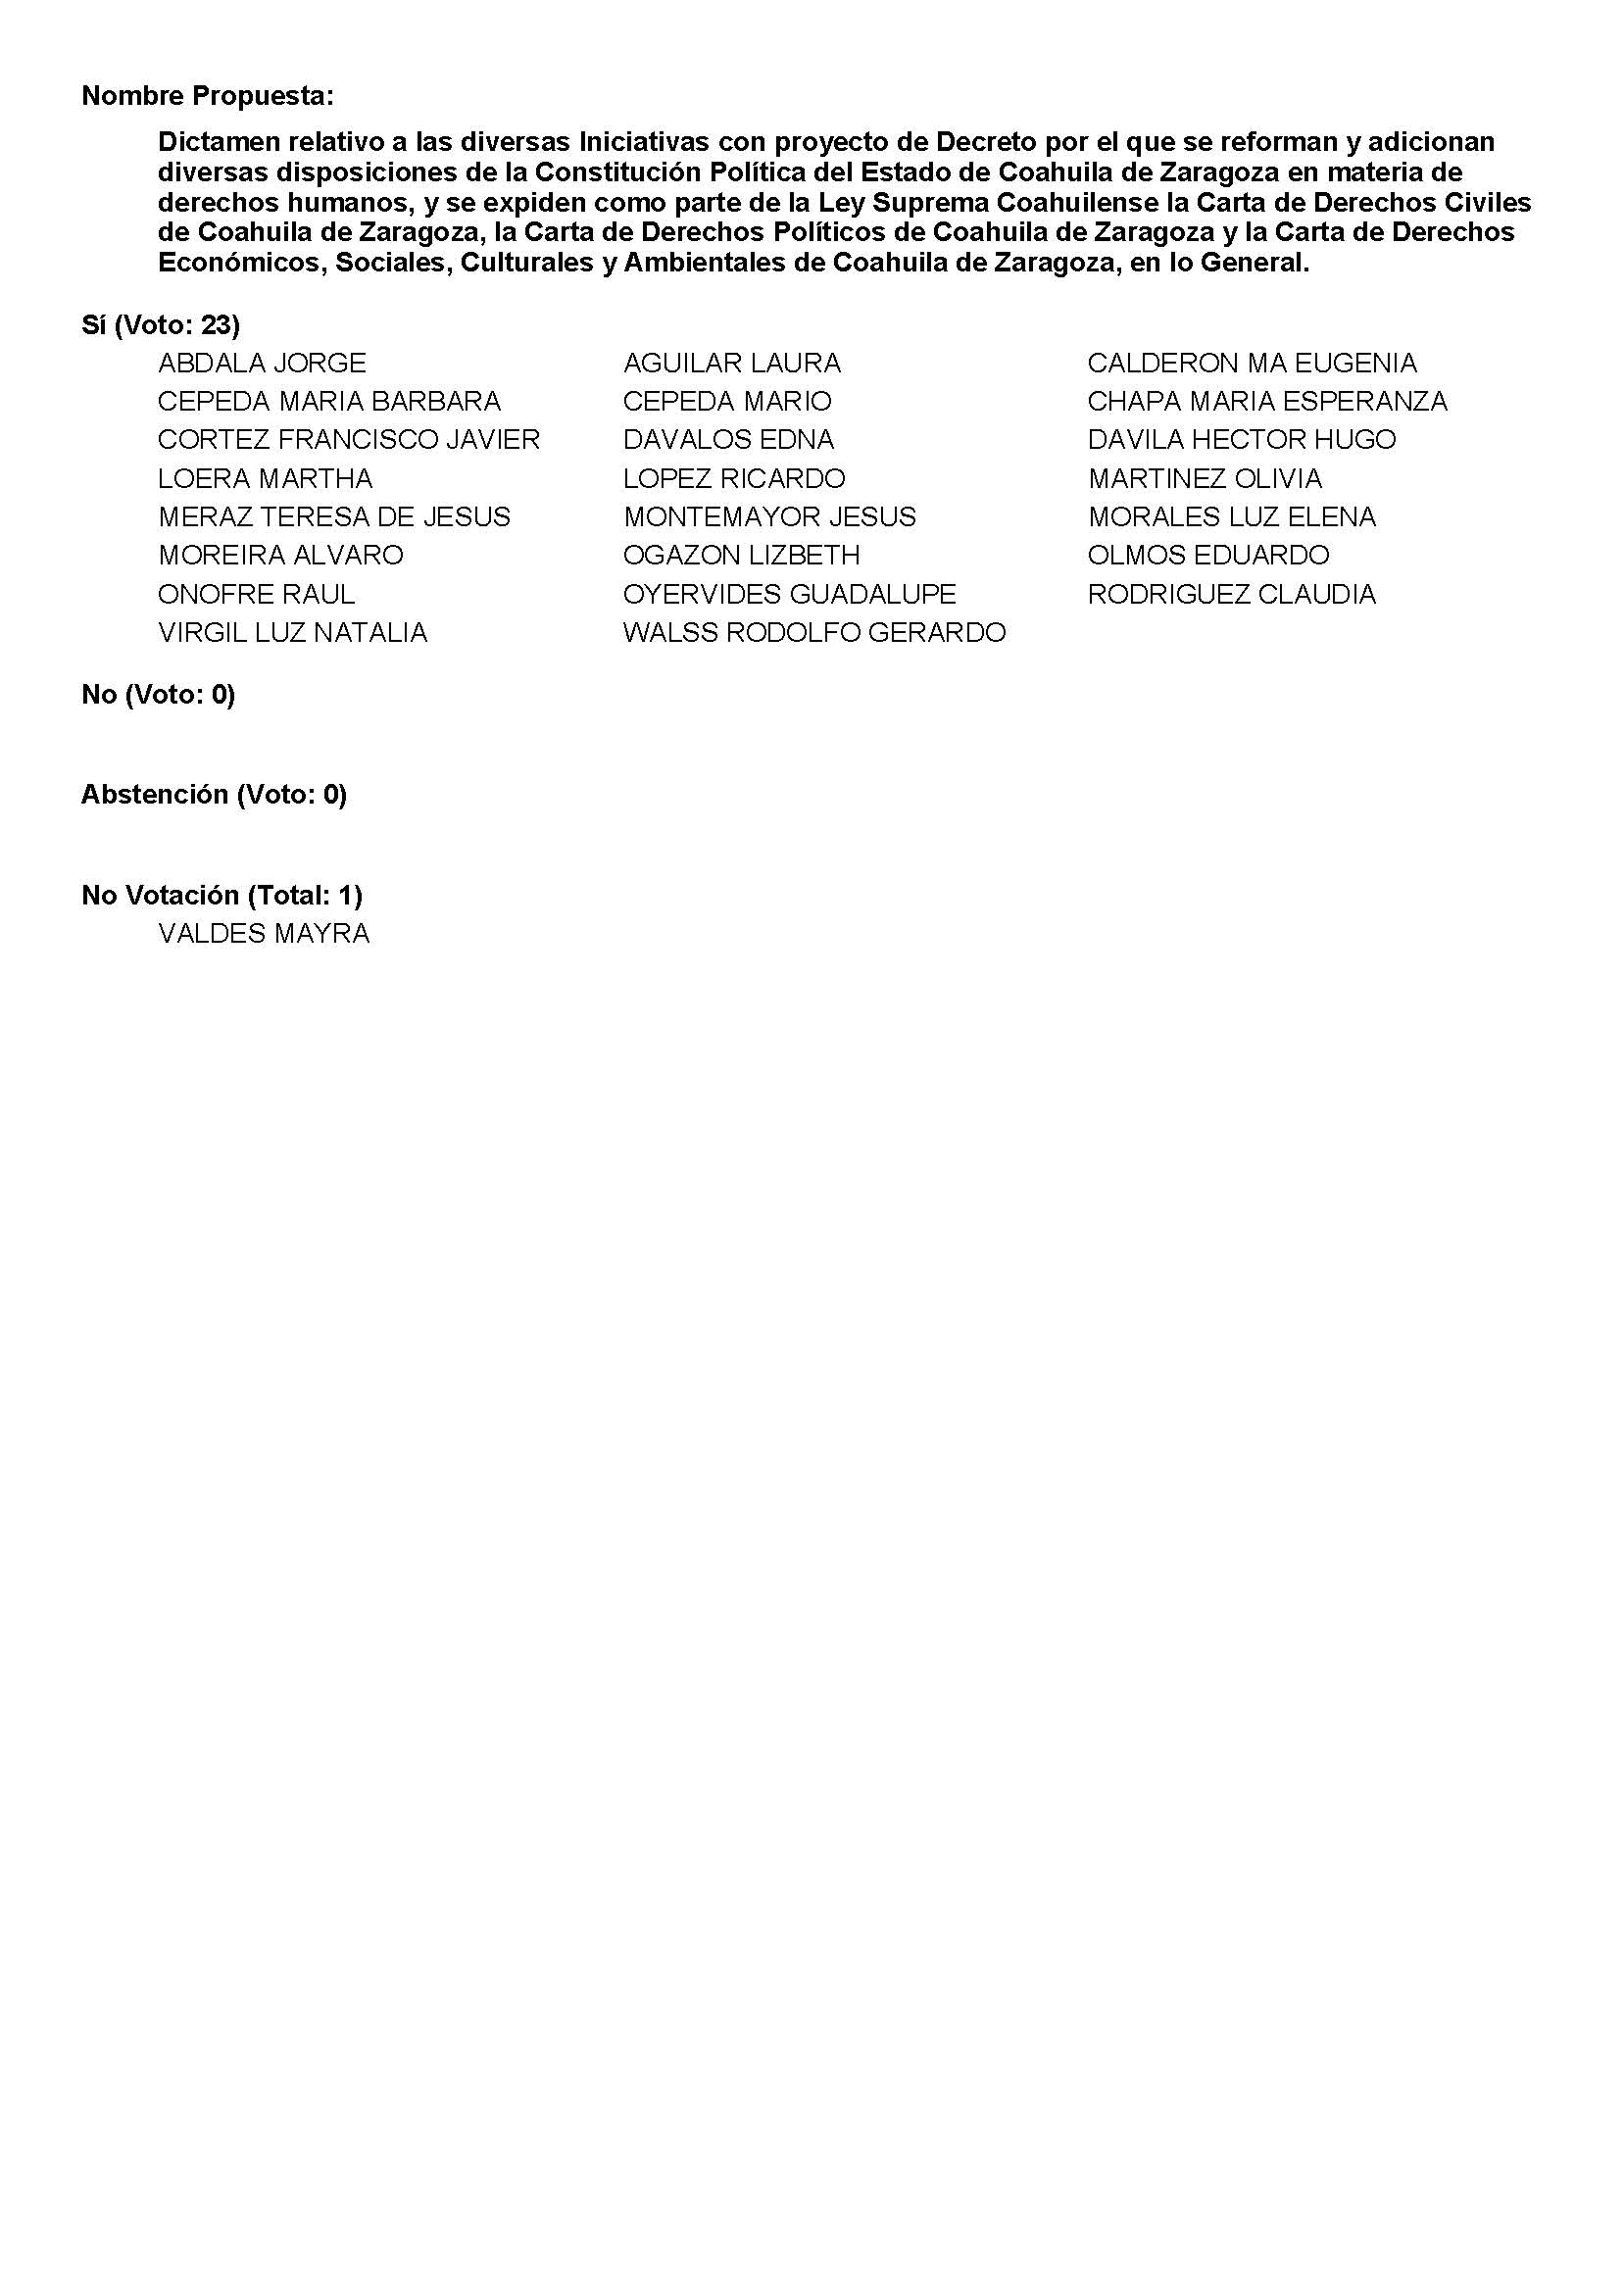 Nombre Propuesta:
Dictamen relativo a las diversas Iniciativas con proyecto de Decreto por el que se reforman y adicionan
diversas disposiciones de la Constitución Política del Estado de Coahuila de Zaragoza en materia de
derechos humanos, y se expiden como parte de la Ley Suprema Coahuilense la Carta de Derechos Civiles
de Coahuila de Zaragoza, la Carta de Derechos Políticos de Coahuila de Zaragoza y la Carta de Derechos
Económicos, Sociales, Culturales y Ambientales de Coahuila de Zaragoza, en lo General.
Sí (Voto: 23)
ABDALA JORGE AGUILAR LAURA CALDERON MA EUGENIA
CEPEDA MARIA BARBARA CEPEDA MARIO CHAPA MARIA ESPERANZA
CORTEZ FRANCISCO JAVIER DAVALOS EDNA DAVILA HECTOR HUGO
LOERA MARTHA LOPEZ RICARDO MARTINEZ OLIVIA
MERAZ TERESA DE JESUS MONTEMAYOR JESUS MORALES LUZ ELENA
MOREIRA ALVARO OGAZON LIZBETH OLMOS EDUARDO
ONOFRE RAUL OYERVIDES GUADALUPE RODRIGUEZ CLAUDIA
VIRGIL LUZ NATALIA WALSS RODOLFO GERARDO
No (Voto: 0)
Abstención (Voto: 0)
No Votación (Total: 1)
VALDES MAYRA